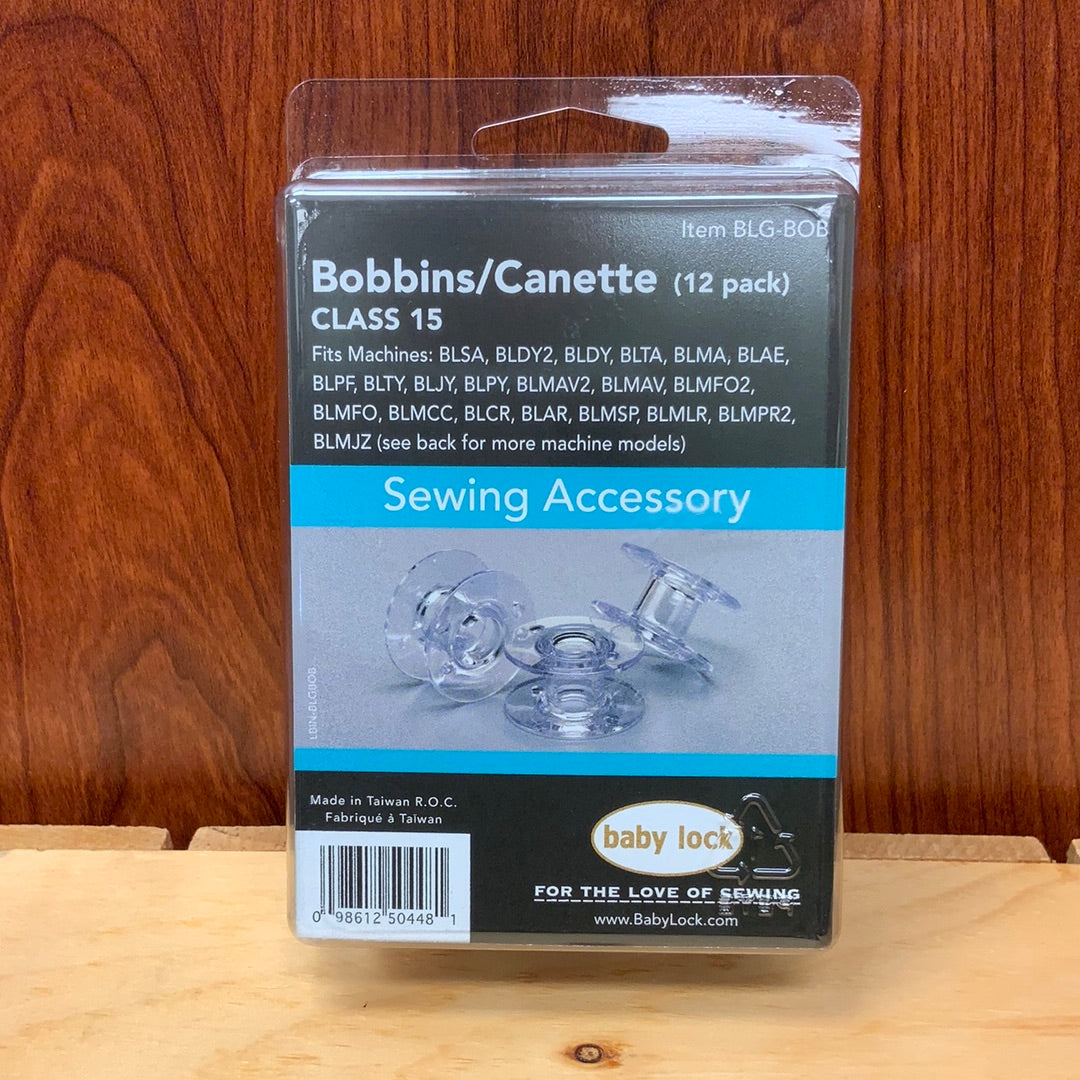 Item BLG-BOB
Bobbins/Canette (12 pack)
CLASS 15
Fits Machines: BLSA, BLDY2, BLDY, BLTA, BLMA, BLAE,
BLPF, BLTY, BLJY, BLPY, BLMAV2, BLMAV, BLMFO2,
BLMFO, BLMCC, BLCR, BLAR, BLMSP, BLMLR, BLMPR2,
BLMJZ (see back for more machine models)
Sewing Accessory
LBIN-BLGBOB
Made in Taiwan R.O.C.
Fabriqué à Taïwan
0 98612 50448 1
baby lock
FOR THE LOVE OF SEWING
www.BabyLock.com